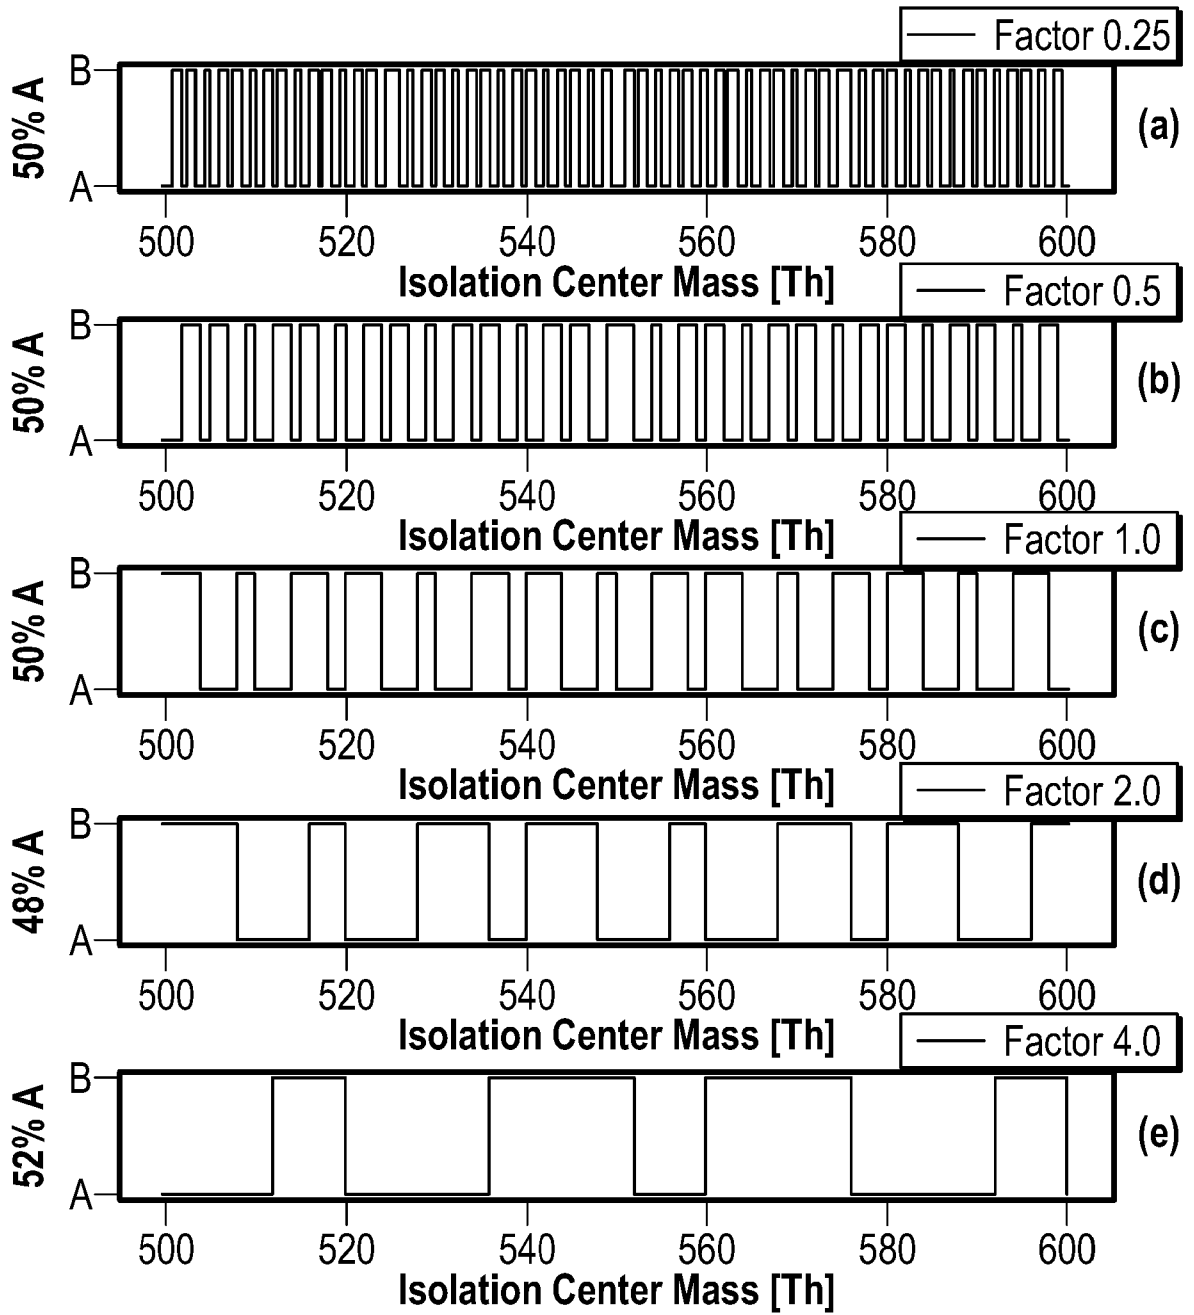 Factor 0.25
B
50% A
A
(a)
500 520 540 560 580 600
Isolation Center Mass [Th]
Factor 0.5
B
50% A
A
(b)
500 520 540 560 580 600
Isolation Center Mass [Th]
Factor 1.0
B
50% A
A
(c)
500 520 540 560 580 600
Isolation Center Mass [Th]
Factor 2.0
B
48% A
A
(d)
500 520 540 560 580 600
Isolation Center Mass [Th]
Factor 4.0
B
52% A
A
(e)
500 520 540 560 580 600
Isolation Center Mass [Th]